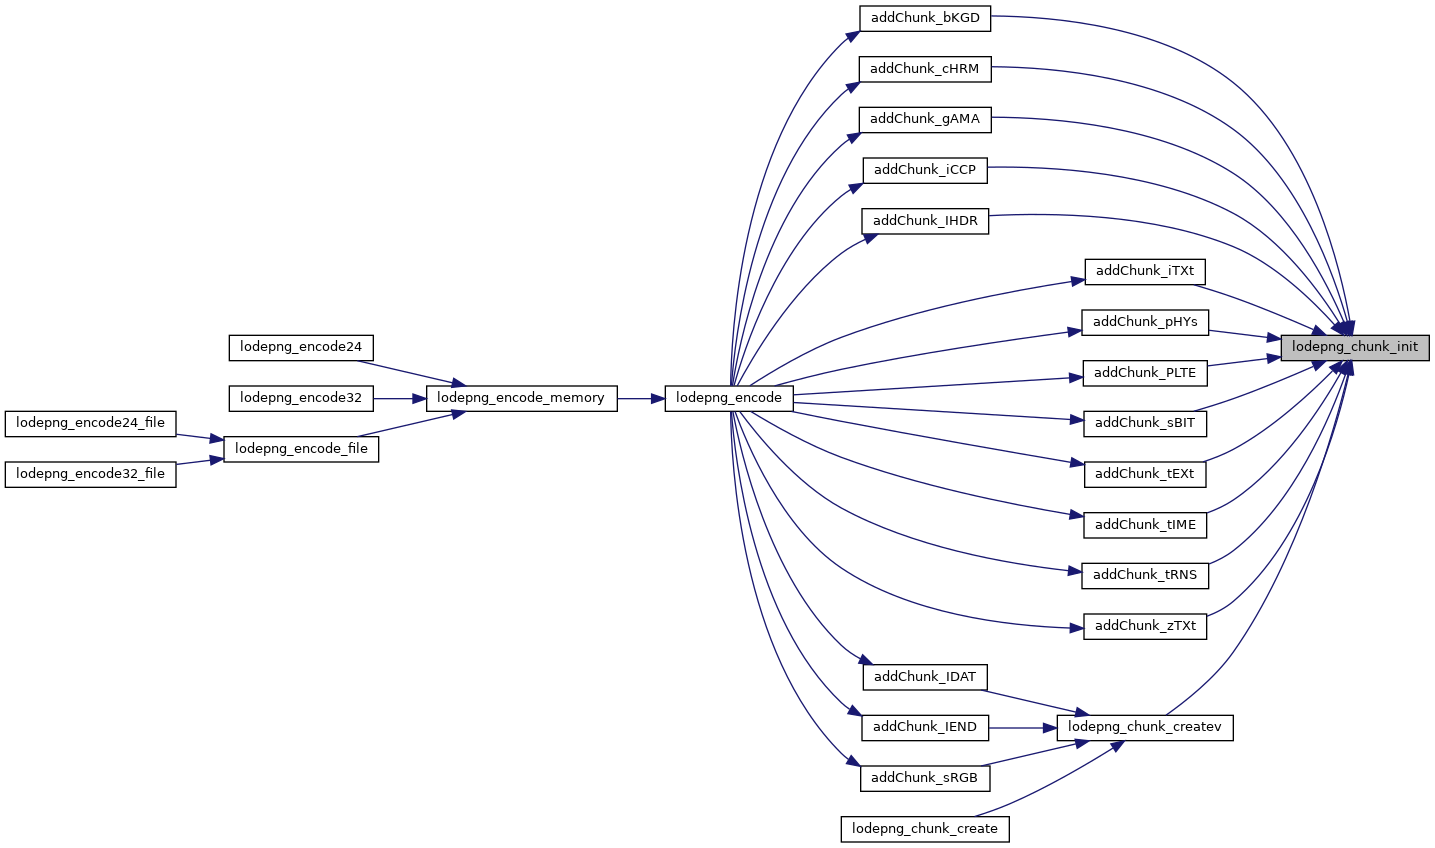 addChunk_bKGD
addChunk_cHRM
addChunk_gAMA
addChunk_iCCP
addChunk_IHDR
addChunk_iTXt
addChunk_pHYs
lodepng_encode24
lodepng_chunk_init
addChunk_PLTE
lodepng_encode32
lodepng_encode_memory
lodepng_encode
lodepng_encode24_file
addChunk_sBIT
lodepng_encode_file
lodepng_encode32_file
addChunk_tEXt
addChunk_tIME
addChunk_tRNS
addChunk_zTXt
addChunk_IDAT
addChunk_IEND
lodepng_chunk_createv
addChunk_sRGB
lodepng_chunk_create